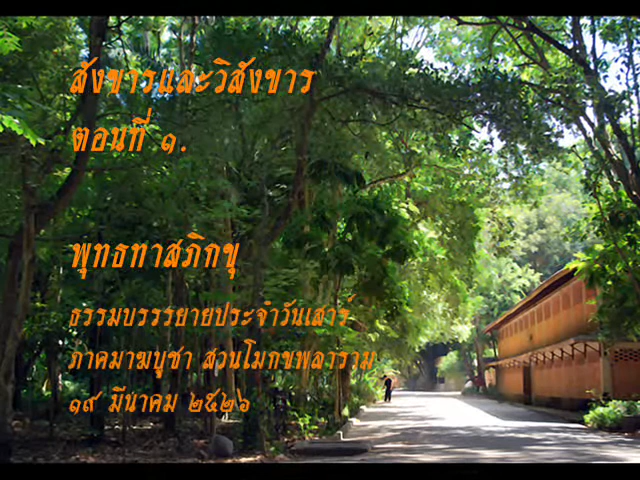 สังขารและวิสังขาร
ตอนที่ ๑.
พุทธทาสภิกขุ
ธรรมบรรรยายประจำวันเสาร์
ภาคมาฆบูชา สวนโมกขพลาราม
๑๙ มีนาคม ๒๕๒๖